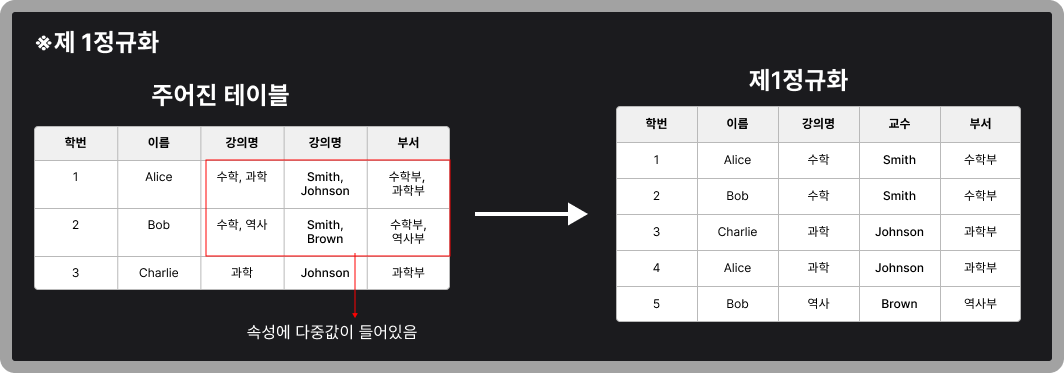 ※제 1정규화
주어진 테이블
학번 이름 강의명 강의명 부서
1 Alice 수학, 과학 Smith, Johnson 수학부, 과학부
2 Bob 수학, 역사 Smith, Brown 수학부, 역사부
3 Charlie 과학 Johnson 과학부
속성에 다중값이 들어있음
제1정규화
학번 이름 강의명 교수 부서
1 Alice 수학 Smith 수학부
2 Bob 수학 Smith 수학부
3 Charlie 과학 Johnson 과학부
4 Alice 과학 Johnson 과학부
5 Bob 역사 Brown 역사부